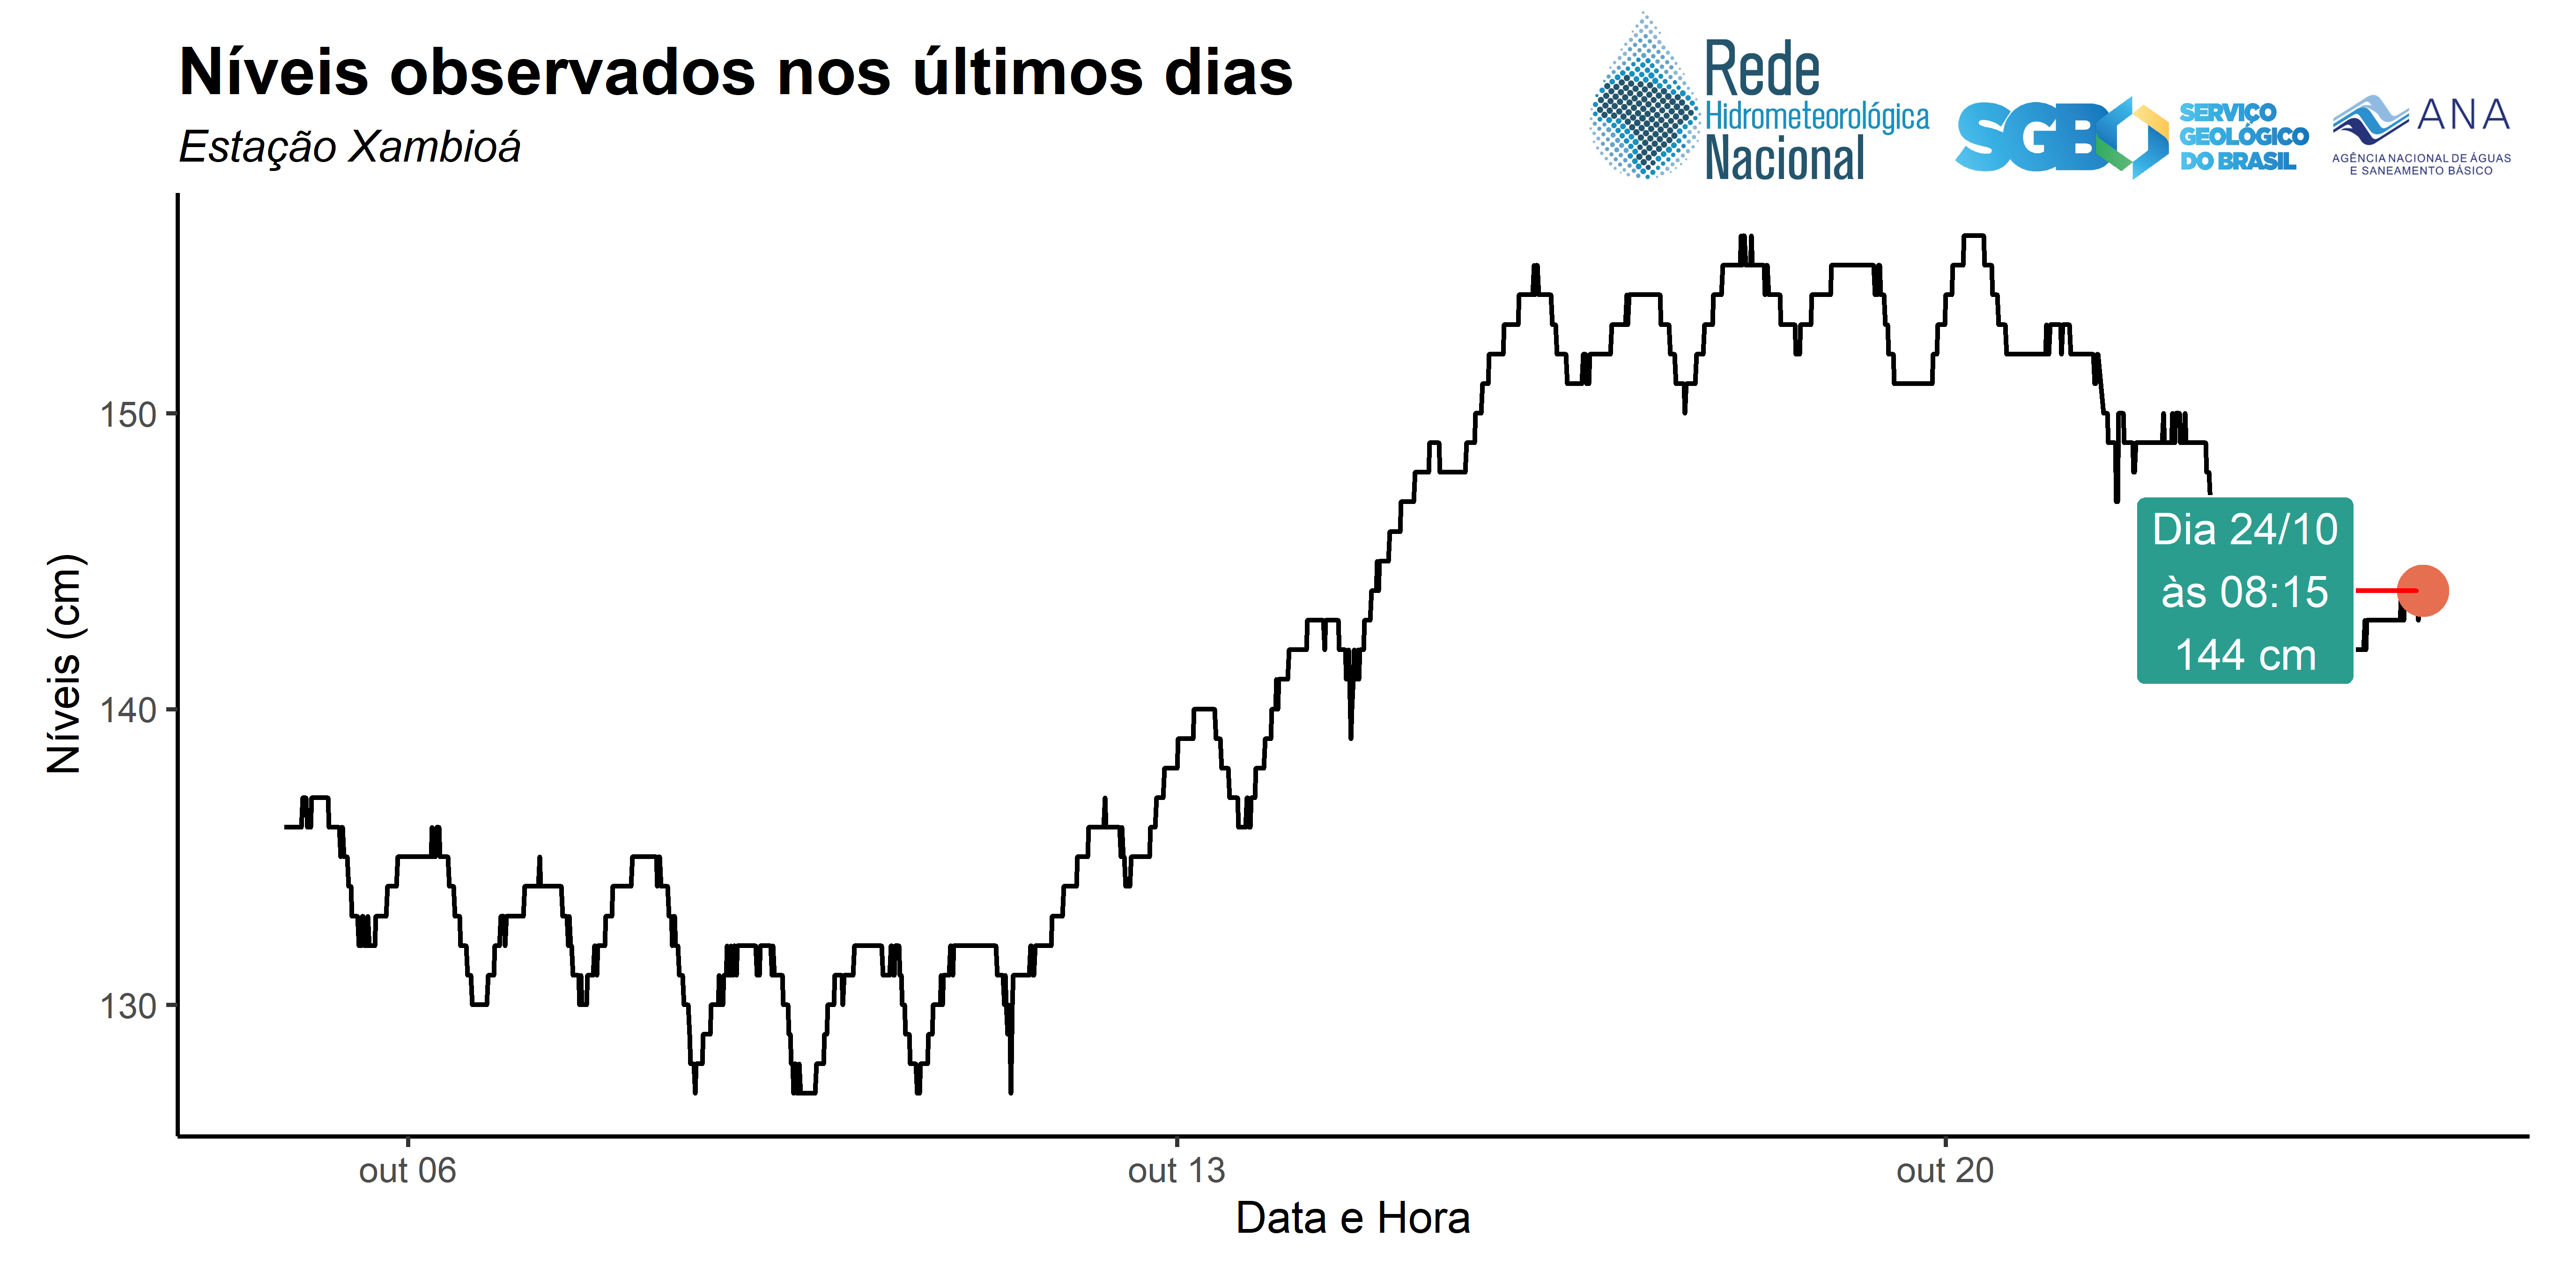 Níveis observados nos últimos dias
Estação Xambioá
Rede
Hidrometeorológica
Nacional
SGB
SERVIÇO
GEOLÓGICO
DO BRASIL
ANA
AGÊNCIA NACIONAL DE ÁGUAS
E SANEAMENTO BÁSICO
Níveis (cm)
150
140
130
Dia 24/10
às 08:15
144 cm
out 06
out 13
out 20
Data e Hora